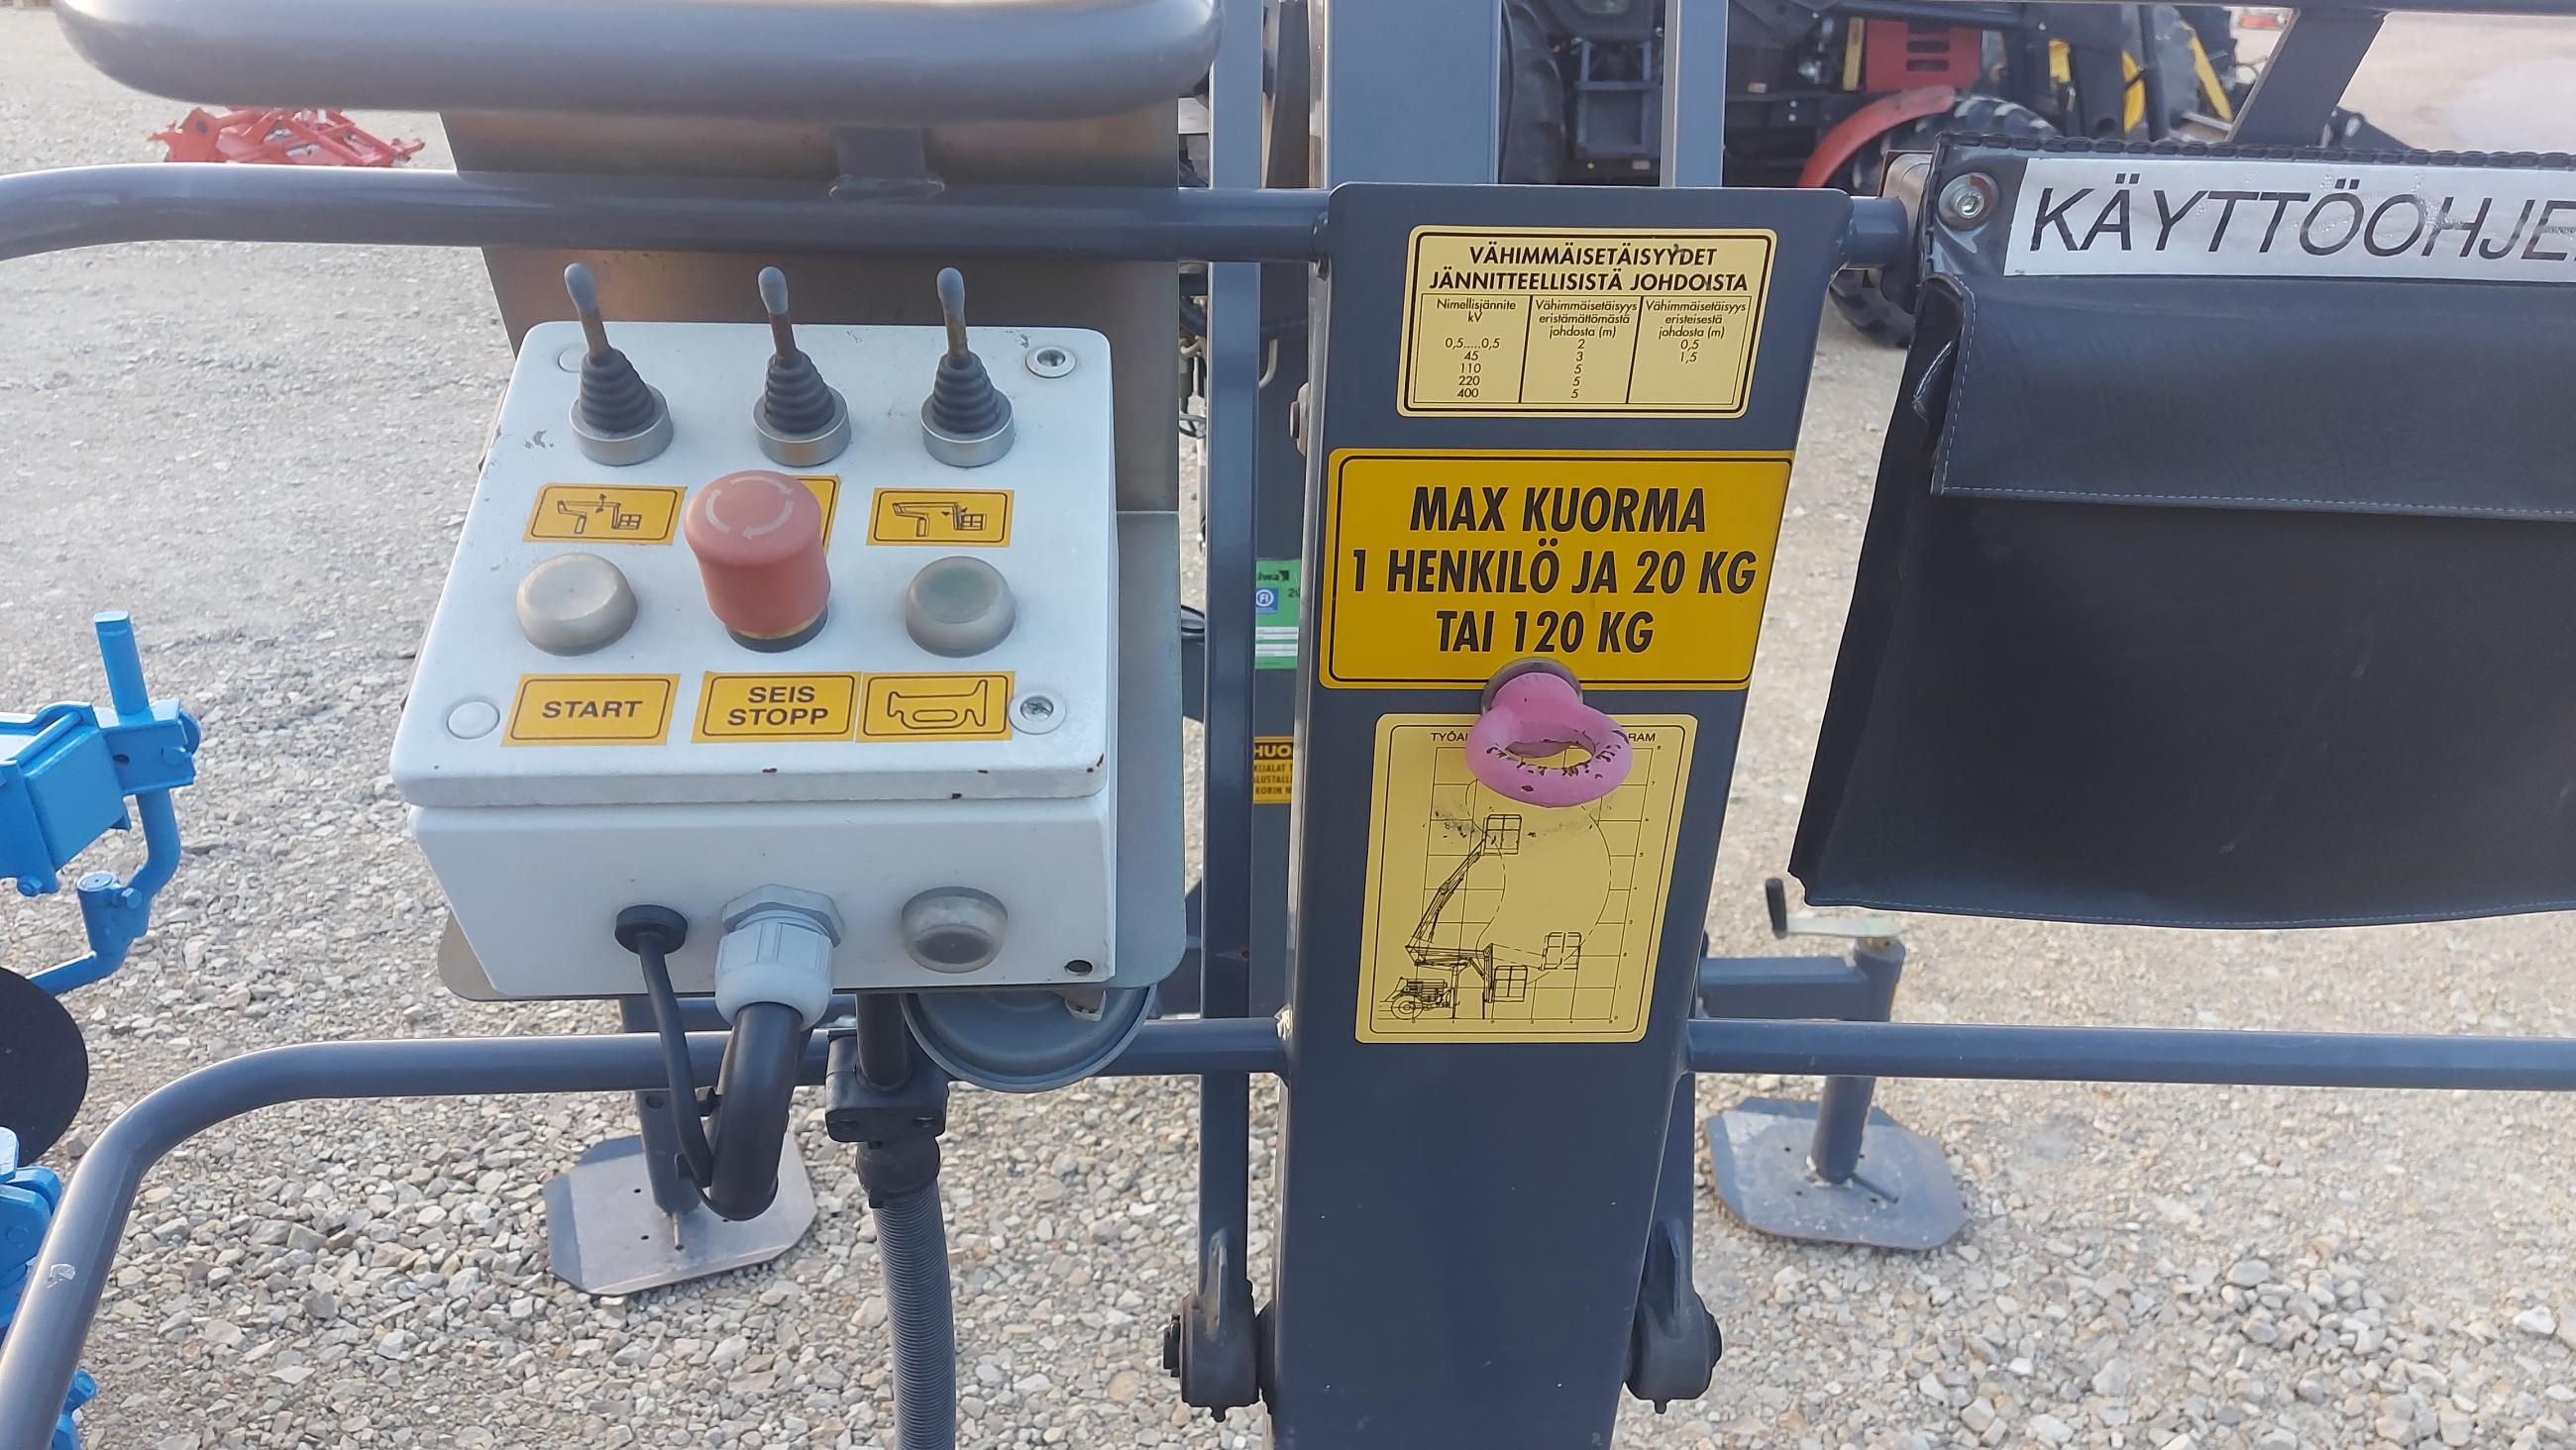 KÄYTTÖOHJE
VÄHIMMÄISETÄISYYDET
JÄNNITTEELLISISTÄ JOHDOISTA
Nimellisjännite
kV
Vähimmäisetäisyys
eristämättömästä
johdosta (m)
Vähimmäisetäisyys
eristeisestä
johdosta (m)
0,5.....0,5 2 0,5
45 3 1,5
110 5
220 5
400 5
MAX KUORMA
1 HENKILÖ JA 20 KG
TAI 120 KG
START
SEIS
STOPP
FI